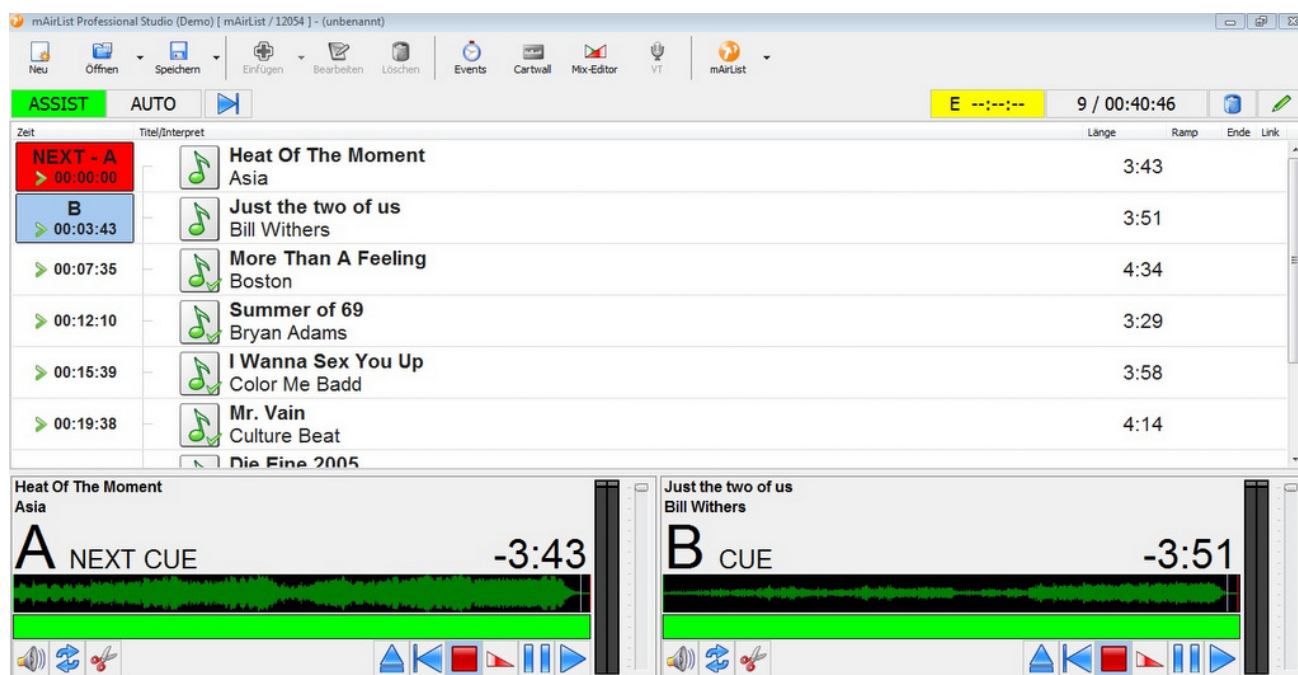 mAirList Professional Studio (Demo) [ mAirList / 12054 ] - (unbenannt)
Neu Öffnen Speichern Einfügen Bearbeiten Löschen Events Cartwall Mix-Editor VT mAirList
ASSIST AUTO E --:--:-- 9 / 00:40:46
Zeit Titel/Interpret Länge Ramp Ende Link
NEXT - A Heat Of The Moment
00:00:00 Asia 3:43
B Just the two of us
00:03:43 Bill Withers 3:51
More Than A Feeling
00:07:35 Boston 4:34
Summer of 69
00:12:10 Bryan Adams 3:29
I Wanna Sex You Up
00:15:39 Color Me Badd 3:58
Mr. Vain
00:19:38 Culture Beat 4:14
Die Eine 2005
Heat Of The Moment
Asia
A NEXT CUE -3:43
Just the two of us
Bill Withers
B CUE -3:51